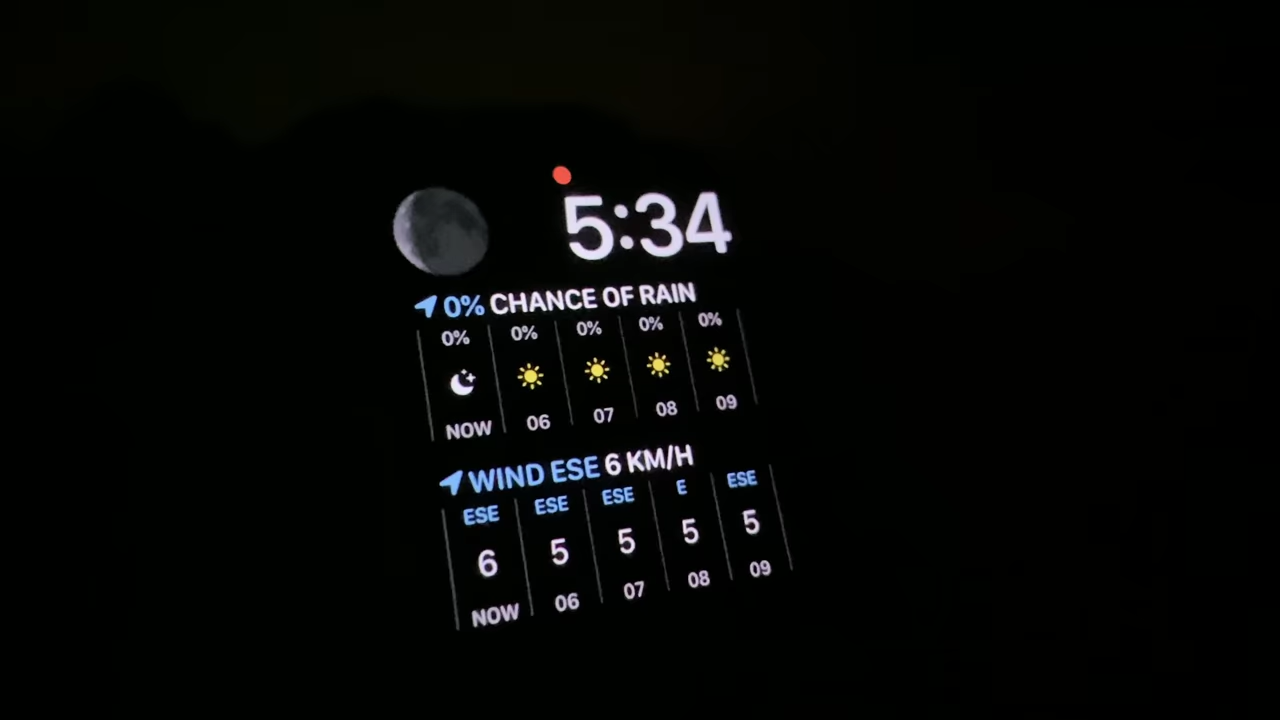 5:34
0% CHANCE OF RAIN
0% 0% 0% 0% 0%
NOW 06 07 08 09
WIND ESE 6 KM/H
ESE ESE ESE E ESE
6 5 5 5 5
NOW 06 07 08 09